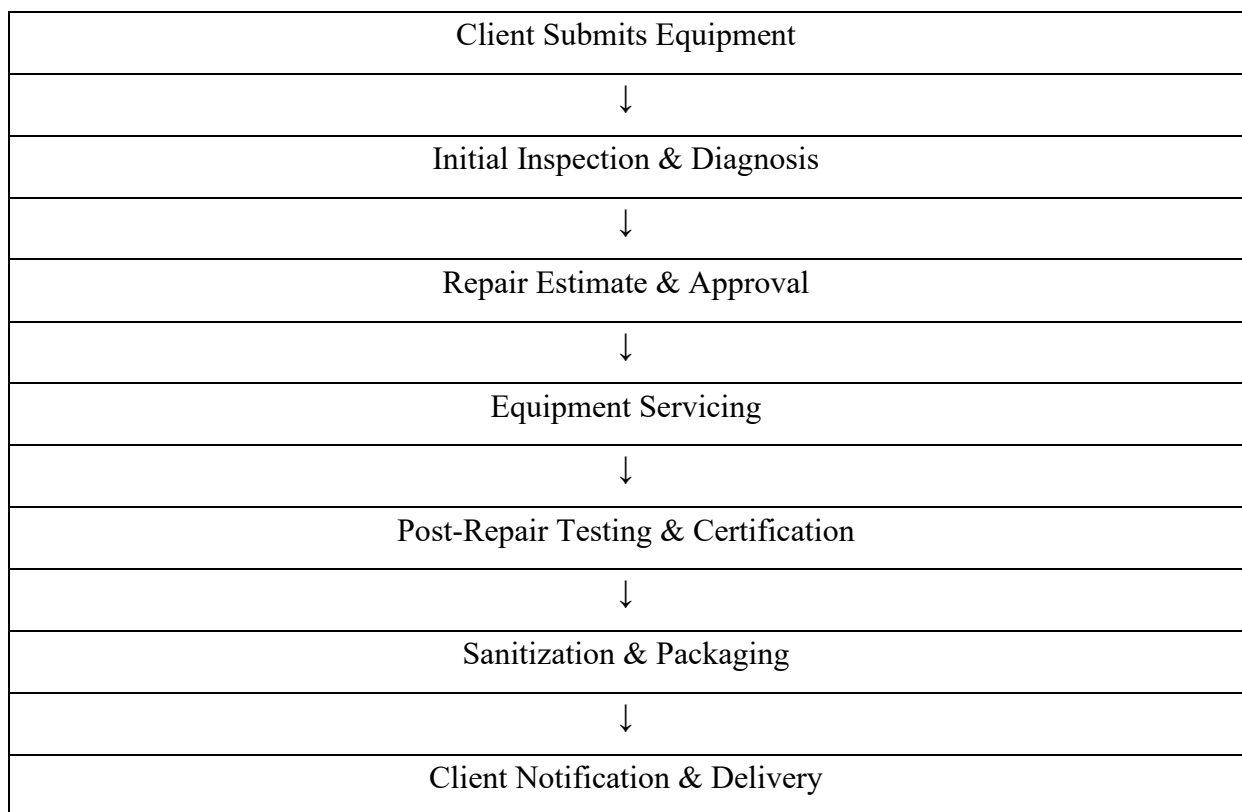 Client Submits Equipment
↓
Initial Inspection & Diagnosis
↓
Repair Estimate & Approval
↓
Equipment Servicing
↓
Post-Repair Testing & Certification
↓
Sanitization & Packaging
↓
Client Notification & Delivery